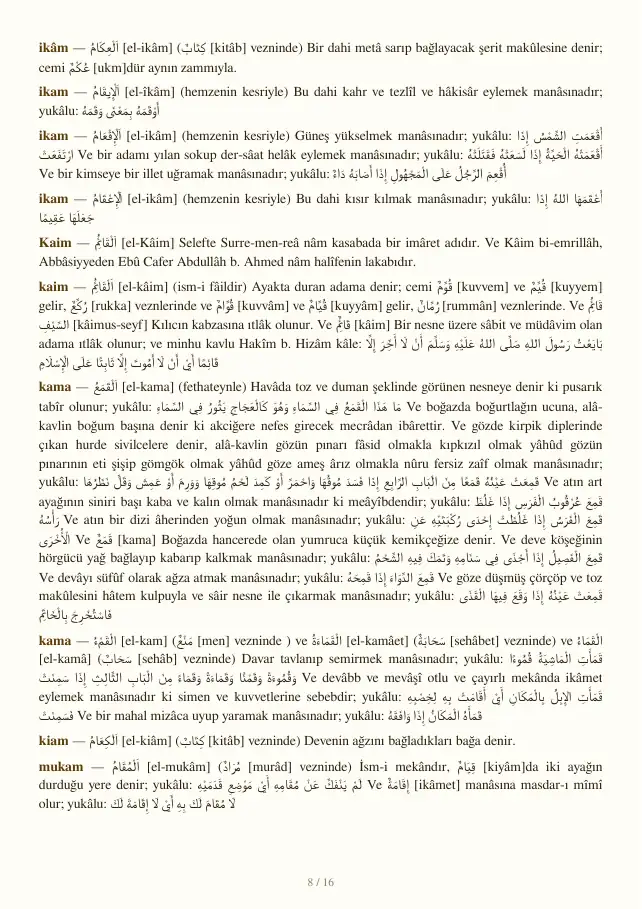 ikâm — اَلْعِكَامُ [el-ikâm] (كِتَابٌ [kitâb] vezninde) Bir dahi metâ sarıp bağlayacak şerit makûlesine denir;
cemi عُكُمٌ [ukm]dür aynın zammıyla.
ikam — اَلْإِيقَامُ [el-îkâm] (hemzenin kesriyle) Bu dahi kahr ve tezlîl ve hâkisâr eylemek manâsınadır;
yukâlu: أَوْقَمَهُ بِمَعْنَى وَقَمَهُ
ikam — اَلْإِقْعَامُ [el-ikam] (hemzenin kesriyle) Güneş yükselmek manâsınadır; yukâlu: أَقْعَمَتِ الشَّمْسُ إِذَا
ارْتَفَعَتْ Ve bir adamı yılan sokup der-sâat helâk eylemek manâsınadır; yukâlu: أَقْعَمَتْهُ الْحَيَّةُ إِذَا لَسَعَتْهُ فَقَتَلَتْهُ
Ve bir kimseye bir illet uğramak manâsınadır; yukâlu: أُقْعِمَ الرَّجُلُ عَلَى الْمَجْهُولِ إِذَا أَصَابَهُ دَاءٌ
ikam — اَلْإِعْقَامُ [el-ikam] (hemzenin kesriyle) Bu dahi kısır kılmak manâsınadır; yukâlu: أَعْقَمَهَا اللهُ إِذَا
جَعَلَهَا عَقِيمًا
Kaim — اَلْقَائِمُ [el-Kâim] Selefte Surre-men-reâ nâm kasabada bir imâret adıdır. Ve Kâim bi-emrillâh,
Abbâsiyyeden Ebû Cafer Abdullâh b. Ahmed nâm halîfenin lakabıdır.
kaim — اَلْقَائِمُ [el-kâim] (ism-i fâildir) Ayakta duran adama denir; cemi قُوَّمٌ [kuvvem] ve قُيَّمٌ [kuyyem]
gelir, رُكَّعٌ [rukka] veznlerinde ve قُوَّامٌ [kuvvâm] ve قُيَّامٌ [kuyyâm] gelir, رُمَّانٌ [rummân] veznlerinde. Ve قَائِمُ
السَّيْفِ [kâimus-seyf] Kılıcın kabzasına ıtlâk olunur. Ve قَائِمٌ [kâim] Bir nesne üzere sâbit ve müdâvim olan
adama ıtlâk olunur; ve minhu kavlu Hakîm b. Hizâm kâle: بَايَعْتُ رَسُولَ اللهِ صَلَّى اللهُ عَلَيْهِ وَسَلَّمَ أَنْ لَا أَخِرَ إِلَّا
قَائِمًا أَيْ أَنْ لَا أَمُوتَ إِلَّا ثَابِتًا عَلَى الْإِسْلَامِ
kama — اَلْقَمَعُ [el-kama] (fethateynle) Havâda toz ve duman şeklinde görünen nesneye denir ki pusarık
tabîr olunur; yukâlu: مَا هَذَا الْقَمَعُ فِي السَّمَاءِ وَهُوَ كَالْعَجَاجِ يَثُورُ فِي السَّمَاءِ Ve boğazda boğurtlağın ucuna, alâ-
kavlin boğum başına denir ki akciğere nefes girecek mecrâdan ibârettir. Ve gözde kirpik diplerinde
çıkan hurde sivilcelere denir, alâ-kavlin gözün pınarı fâsid olmakla kıpkızıl olmak yâhûd gözün
pınarının eti şişip gömgök olmak yâhûd göze ameş ârız olmakla nûru fersiz zaîf olmak manâsınadır;
yukâlu: قَمِعَتْ عَيْنُهُ قَمَعًا مِنَ الْبَابِ الرَّابِعِ إِذَا فَسَدَ مُوقُهَا وَاحْمَرَّ أَوْ كَمِدَ لَحْمُ مُوقِهَا وَوَرِمَ أَوْ عَمِشَ وَقَلَّ نَظَرُهَا Ve atın art
ayağının siniri başı kaba ve kalın olmak manâsınadır ki meâyîbdendir; yukâlu: قَمِعَ عُرْقُوبُ الْفَرَسِ إِذَا غَلُظَ
رَأْسُهُ Ve atın bir dizi âherinden yoğun olmak manâsınadır; yukâlu: قَمِعَ الْفَرَسُ إِذَا غَلُظَتْ إِحْدَى رُكْبَتَيْهِ عَنِ
الْأُخْرَى Ve قَمَعٌ [kama] Boğazda hancerede olan yumruca küçük kemikçeğize denir. Ve deve köşeğinin
hörgücü yağ bağlayıp kabarıp kalkmak manâsınadır; yukâlu: قَمِعَ الْفَصِيلُ إِذَا أَجْذَى فِي سَنَامِهِ وَتَمَكَ فِيهِ الشَّحْمُ
Ve devâyı süfûf olarak ağza atmak manâsınadır; yukâlu: قَمِعَ الدَّوَاءَ إِذَا قَمِحَهُ Ve göze düşmüş çörçöp ve toz
makûlesini hâtem kulpuyla ve sâir nesne ile çıkarmak manâsınadır; yukâlu: قَمِعَتْ عَيْنُهُ إِذَا وَقَعَ فِيهَا الْقَذَى
فَاسْتُخْرِجَ بِالْخَاتِمِ
kama — اَلْقَمْءُ [el-kam] (مَنْعٌ [men] vezninde ) ve اَلْقَمَاءَةُ [el-kamâet] (سَحَابَةٌ [sehâbet] vezninde) ve اَلْقَمَاءُ
[el-kamâ] (سَحَابٌ [sehâb] vezninde) Davar tavlanıp semirmek manâsınadır; yukâlu: قَمَأَتِ الْمَاشِيَةُ قُمُوءًا
وَقُمُوءَةً وَقَمْئًا وَقَمَاءَةً وَقَمَاءً مِنَ الْبَابِ الثَّالِثِ إِذَا سَمِنَتْ Ve devâbb ve mevâşî otlu ve çayırlı mekânda ikâmet
eylemek manâsınadır ki simen ve kuvvetlerine sebebdir; yukâlu: قَمَأَتِ الْإِبِلُ بِالْمَكَانِ أَيْ أَقَامَتْ بِهِ لِخِصْبِهِ
فَسَمِنَتْ Ve bir mahal mizâca uyup yaramak manâsınadır; yukâlu: قَمَأَهُ الْمَكَانُ إِذَا وَافَقَهُ
kiam — اَلْكِعَامُ [el-kiâm] (كِتَابٌ [kitâb] vezninde) Devenin ağzını bağladıkları bağa denir.
mukam — اَلْمُقَامُ [el-mukâm] (مُرَادٌ [murâd] vezninde) İsm-i mekândır, قِيَامٌ [kiyâm]da iki ayağın
durduğu yere denir; yukâlu: لَمْ يَنْفَكَّ عَنْ مُقَامِهِ أَيْ مَوْضِعِ قَدَمَيْهِ Ve إِقَامَةٌ [ikâmet] manâsına masdar-ı mîmî
olur; yukâlu: لَا مُقَامَ لَكَ بِهِ أَيْ لَا إِقَامَةَ لَكَ
8 / 16